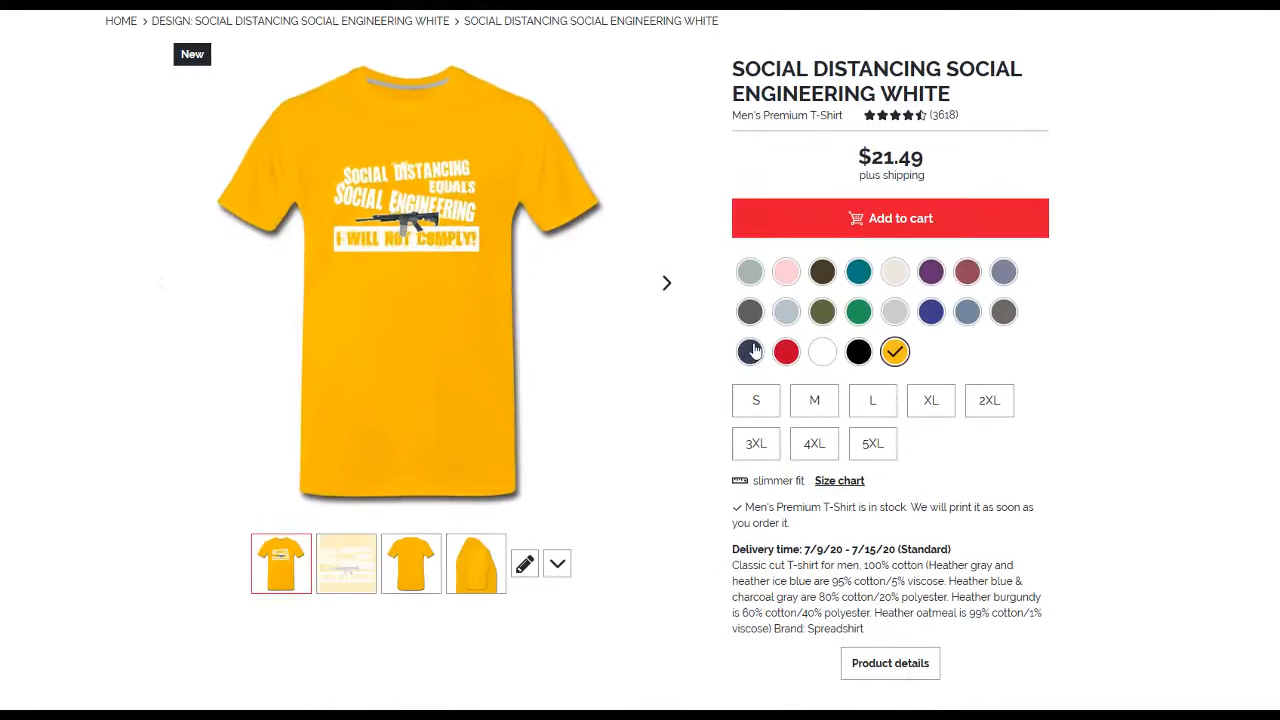 HOME > DESIGN: SOCIAL DISTANCING SOCIAL ENGINEERING WHITE > SOCIAL DISTANCING SOCIAL ENGINEERING WHITE
New
SOCIAL DISTANCING
EQUALS
SOCIAL ENGINEERING
I WILL NOT COMPLY!
SOCIAL DISTANCING SOCIAL
ENGINEERING WHITE
Men's Premium T-Shirt (3618)
$21.49
plus shipping
Add to cart
S M L XL 2XL
3XL 4XL 5XL
slimmer fit Size chart
Men's Premium T-Shirt is in stock. We will print it as soon as
you order it.
Delivery time: 7/9/20 - 7/15/20 (Standard)
Classic cut T-shirt for men, 100% cotton (Heather gray and
heather ice blue are 95% cotton/5% viscose. Heather blue &
charcoal gray are 80% cotton/20% polyester. Heather burgundy
is 60% cotton/40% polyester. Heather oatmeal is 99% cotton/1%
viscose) Brand: Spreadshirt
Product details